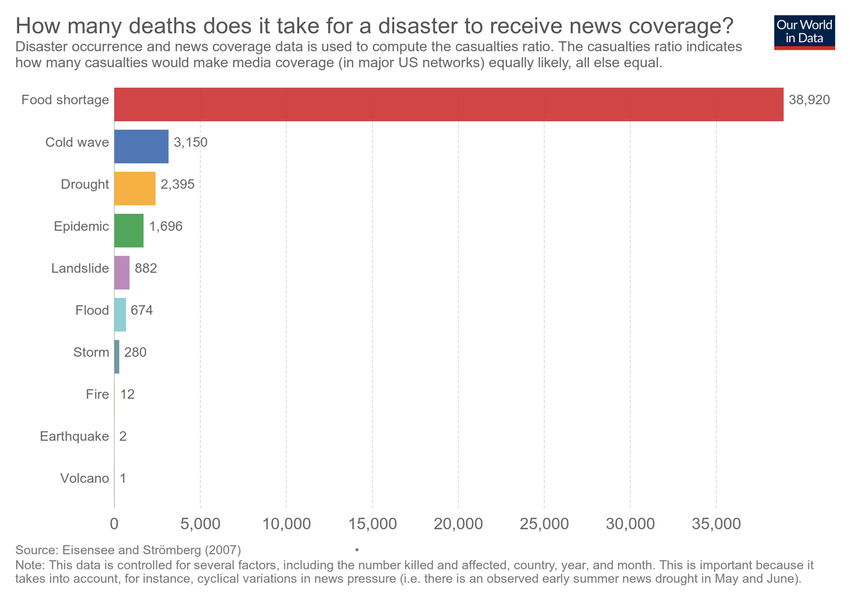 How many deaths does it take for a disaster to receive news coverage?
Our World
in Data
Disaster occurrence and news coverage data is used to compute the casualties ratio. The casualties ratio indicates
how many casualties would make media coverage (in major US networks) equally likely, all else equal.
Food shortage 38,920
Cold wave 3,150
Drought 2,395
Epidemic 1,696
Landslide 882
Flood 674
Storm 280
Fire 12
Earthquake 2
Volcano 1
0 5,000 10,000 15,000 20,000 25,000 30,000 35,000
Source: Eisensee and Strömberg (2007) •
Note: This data is controlled for several factors, including the number killed and affected, country, year, and month. This is important because it
takes into account, for instance, cyclical variations in news pressure (i.e. there is an observed early summer news drought in May and June).